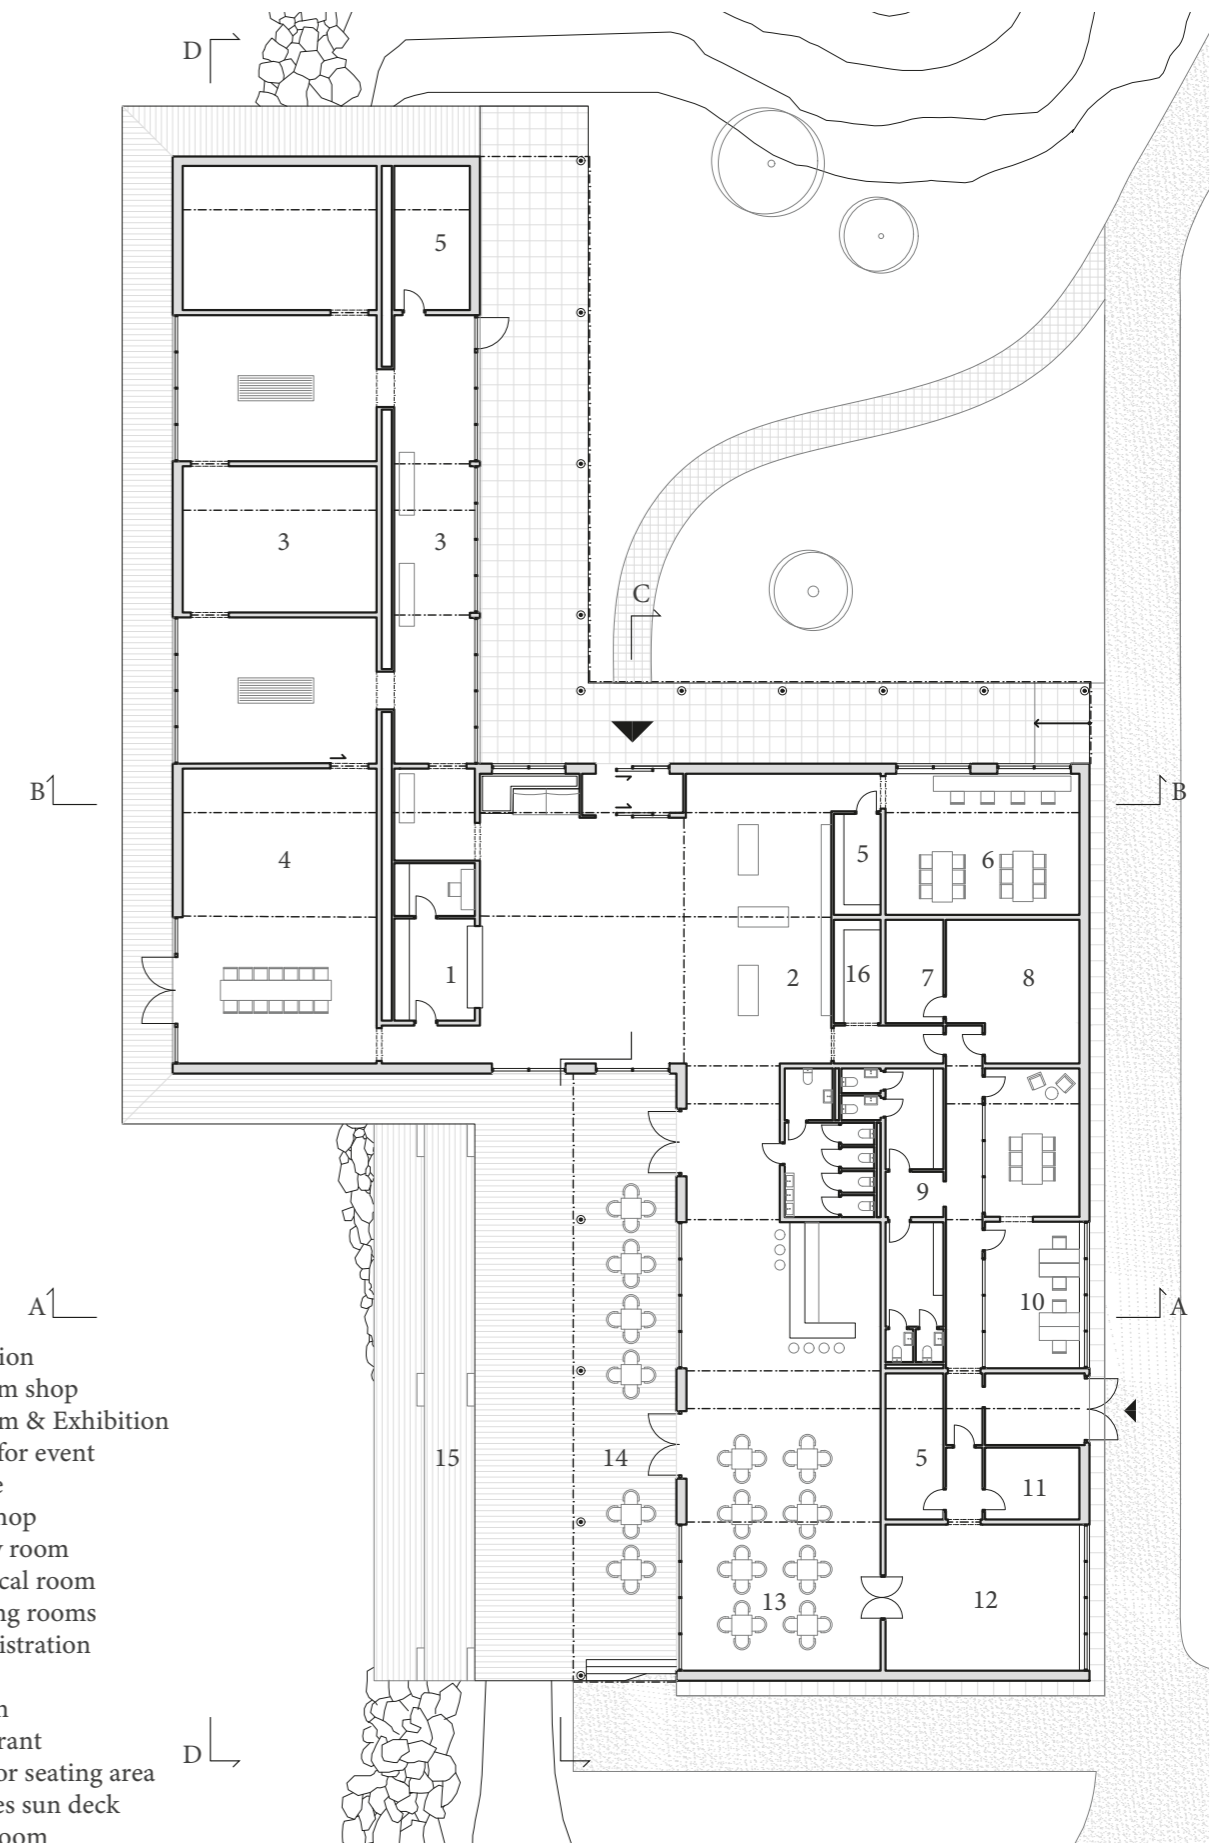 D
5
3
3
C
B
B
4
5
6
1
2
16
7
8
9
A
10
A
ion
m shop
m & Exhibition
for event
e
hop
y room
cal room
ng rooms
istration
n
rant
or seating area
es sun deck
oom
15
14
5
11
13
12
D